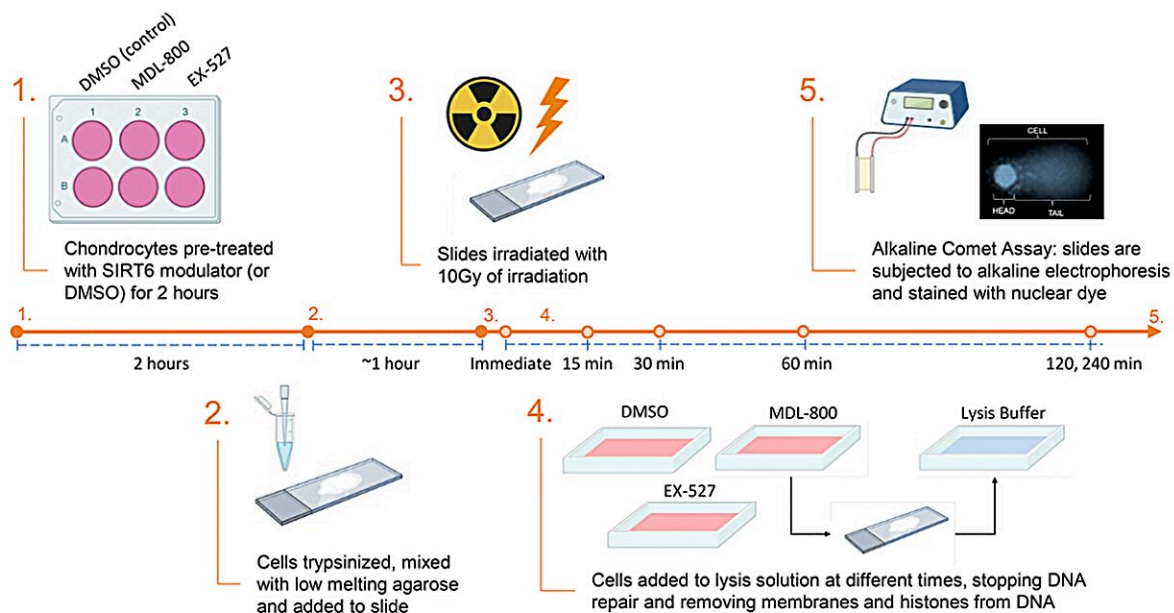 DMSO (control)
MDL-800
EX-527
1.
1 2 3
A
B
Chondrocytes pre-treated
with SIRT6 modulator (or
DMSO) for 2 hours
3.
Slides irradiated with
10Gy of irradiation
5.
CELL
HEAD TAIL
Alkaline Comet Assay: slides are
subjected to alkaline electrophoresis
and stained with nuclear dye
1. 2. 3. 4. 5.
2 hours ~1 hour Immediate 15 min 30 min 60 min 120, 240 min
2.
Cells trypsinized, mixed
with low melting agarose
and added to slide
4.
DMSO MDL-800 Lysis Buffer
EX-527
Cells added to lysis solution at different times, stopping DNA
repair and removing membranes and histones from DNA